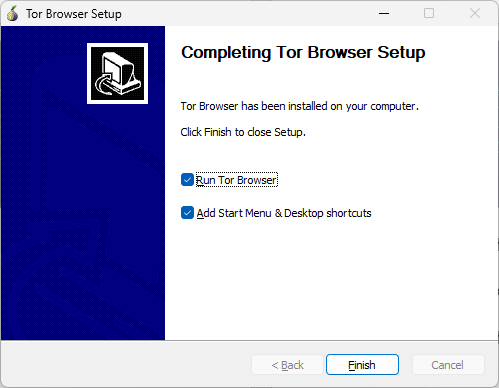 Tor Browser Setup
Completing Tor Browser Setup
Tor Browser has been installed on your computer.
Click Finish to close Setup.
Run Tor Browser
Add Start Menu & Desktop shortcuts
< Back
Finish
Cancel